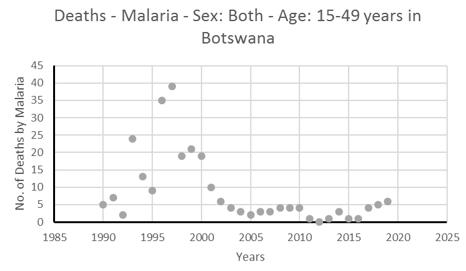 Deaths - Malaria - Sex: Both - Age: 15-49 years in
Botswana
No. of Deaths by Malaria
45
40
35
30
25
20
15
10
5
0
1985 1990 1995 2000 2005 2010 2015 2020 2025
Years